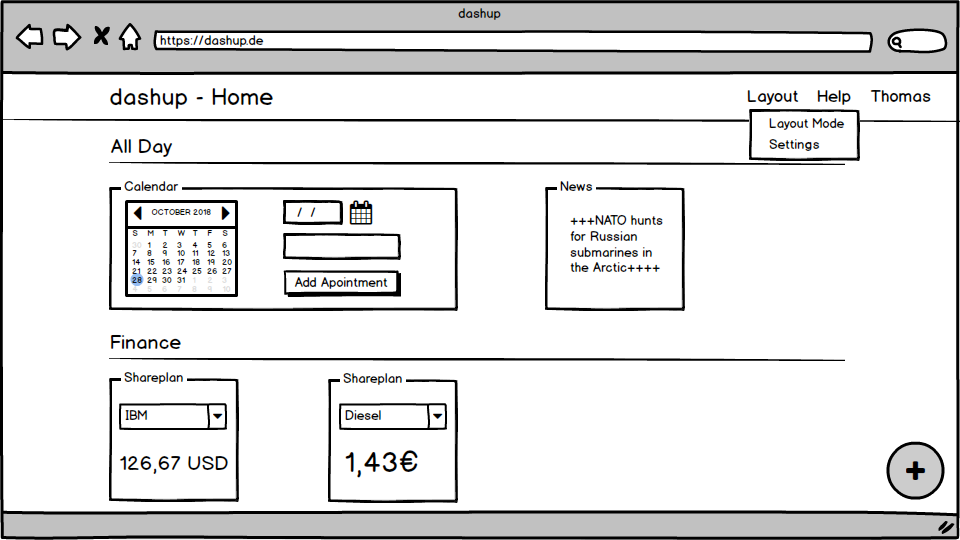 dashup
https://dashup.de
dashup - Home
Layout Help Thomas
Layout Mode
Settings
All Day
Calendar
OCTOBER 2018
S M T W T F S
30 1 2 3 4 5 6
7 8 9 10 11 12 13
14 15 16 17 18 19 20
21 22 23 24 25 26 27
28 29 30 31 1 2 3
4 5 6 7 8 9 10
/ /
Add Apointment
News
+++NATO hunts
for Russian
submarines in
the Arctic++++
Finance
Shareplan
IBM
126,67 USD
Shareplan
Diesel
1,43€
+